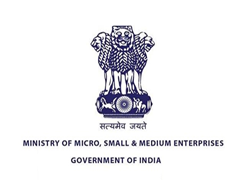 सत्यमेव जयते
MINISTRY OF MICRO, SMALL & MEDIUM ENTERPRISES
GOVERNMENT OF INDIA